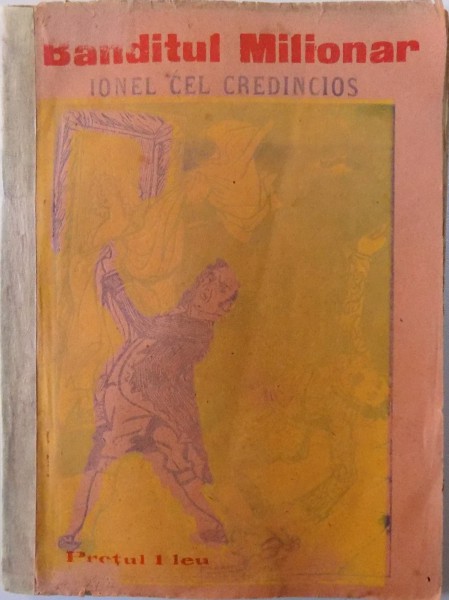 Banditul Milionar
IONEL CEL CREDINCIOS
Prețul 1 leu